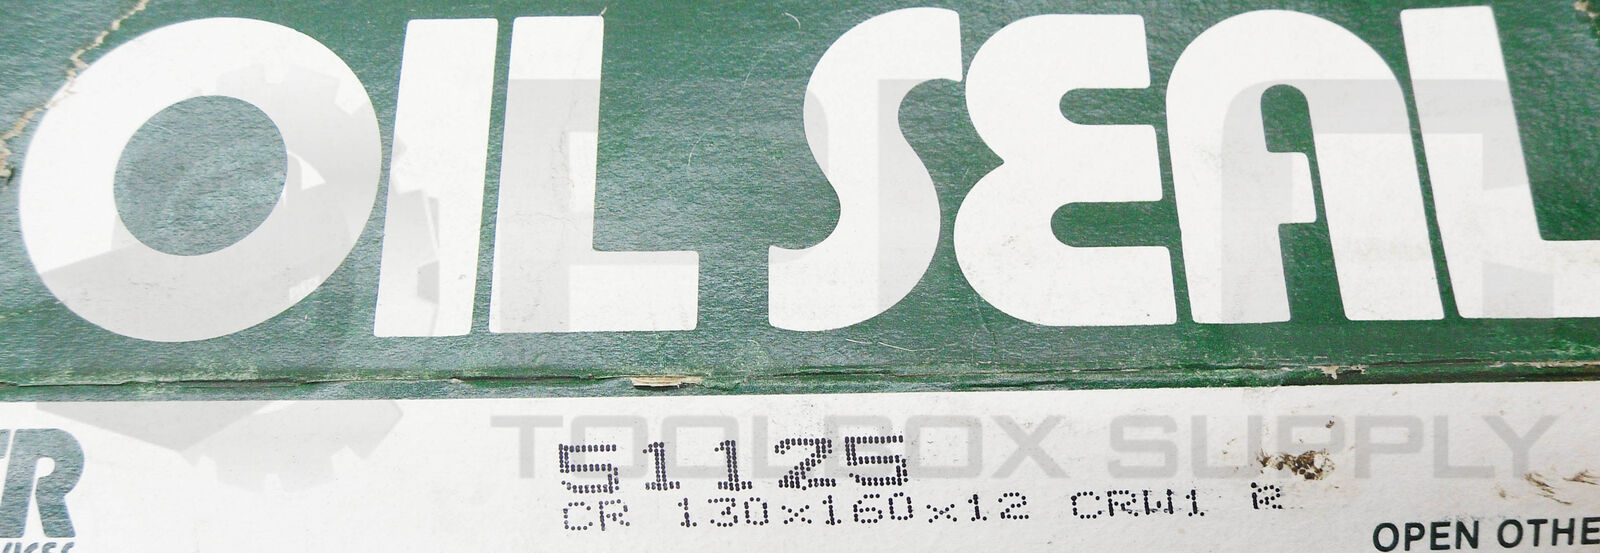 OIL SEAL
TOOLBOX SUPPLY
51125
CR 130x160x12 CRW1 R
OPEN OTHE